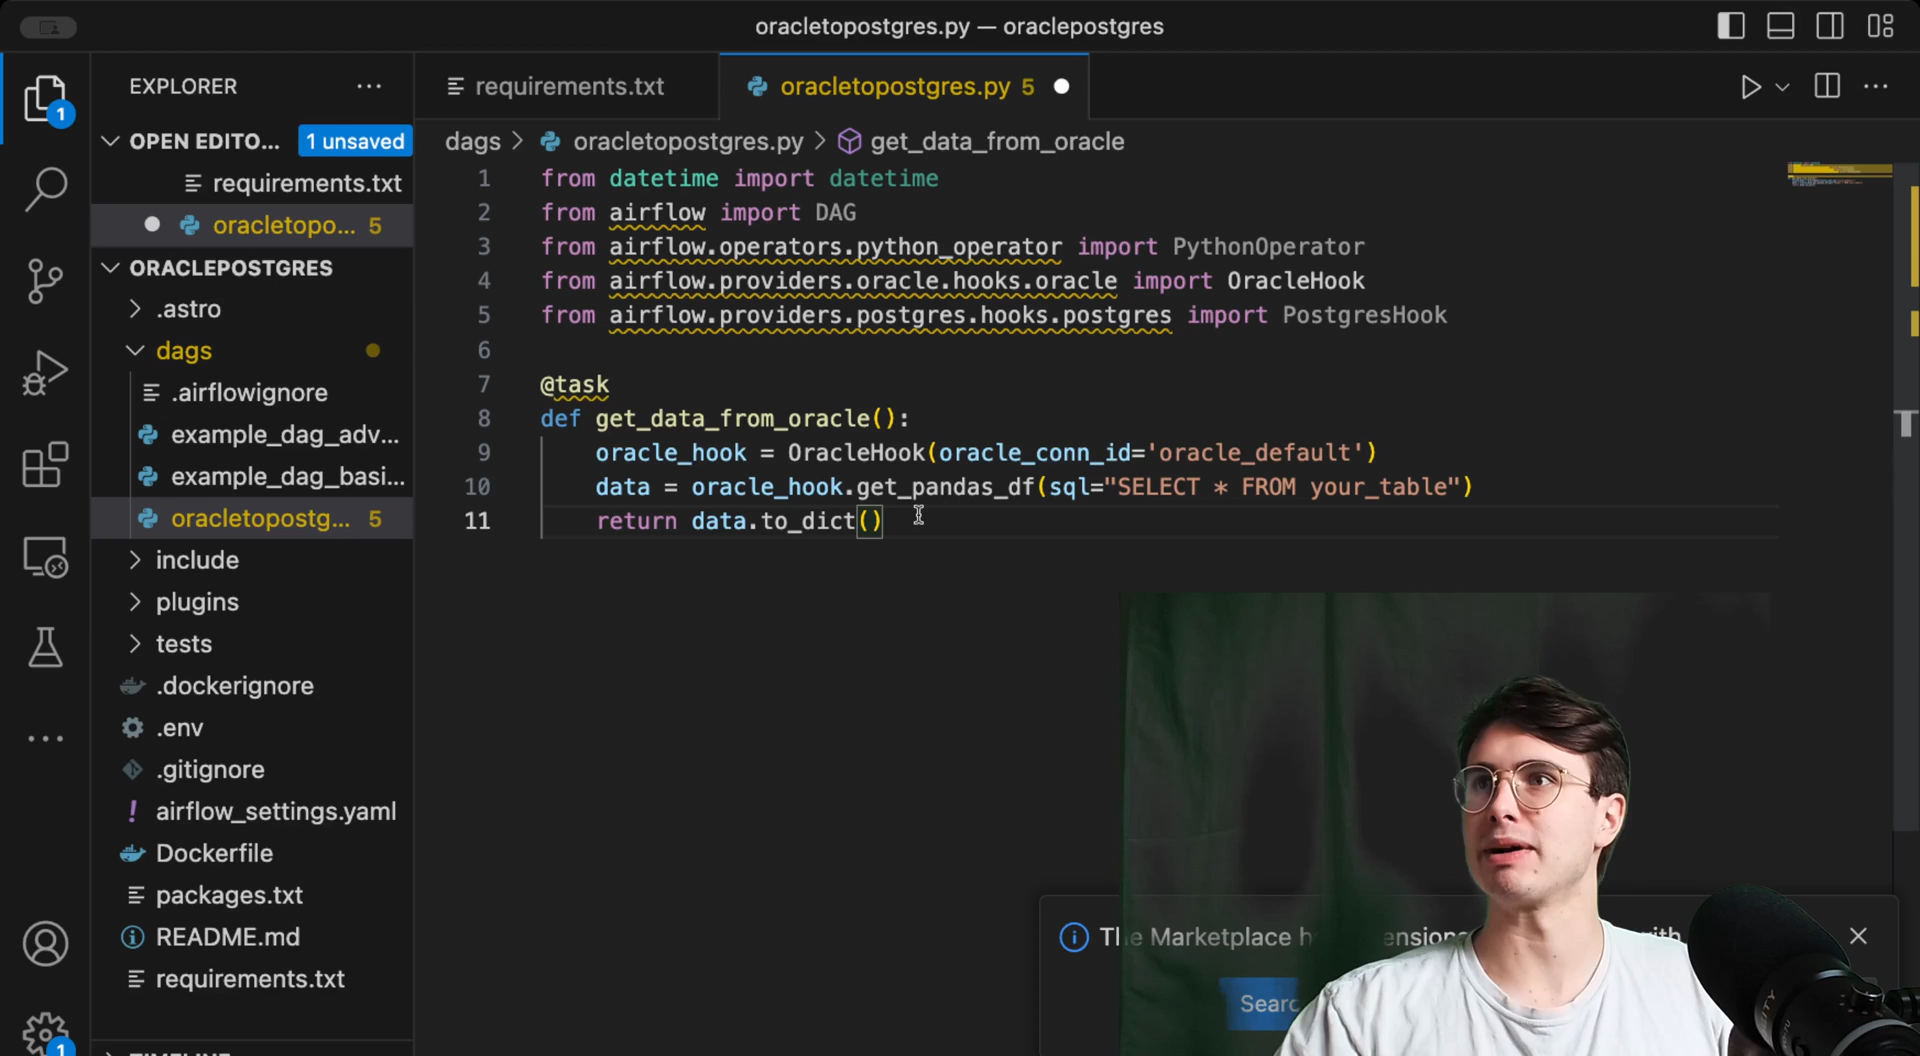 oracletopostgres.py — oraclepostgres
EXPLORER
OPEN EDITO... 1 unsaved
requirements.txt
oracletopo... 5
ORACLEPOSTGRES
.astro
dags
.airflowignore
example_dag_adv...
example_dag_basi...
oracletopostg... 5
include
plugins
tests
.dockerignore
.env
.gitignore
airflow_settings.yaml
Dockerfile
packages.txt
README.md
requirements.txt
1
1
requirements.txt
oracletopostgres.py 5
dags > oracletopostgres.py > get_data_from_oracle
1 from datetime import datetime
2 from airflow import DAG
3 from airflow.operators.python_operator import PythonOperator
4 from airflow.providers.oracle.hooks.oracle import OracleHook
5 from airflow.providers.postgres.hooks.postgres import PostgresHook
6
7 @task
8 def get_data_from_oracle():
9 oracle_hook = OracleHook(oracle_conn_id='oracle_default')
10 data = oracle_hook.get_pandas_df(sql="SELECT * FROM your_table")
11 return data.to_dict()
The Marketplace